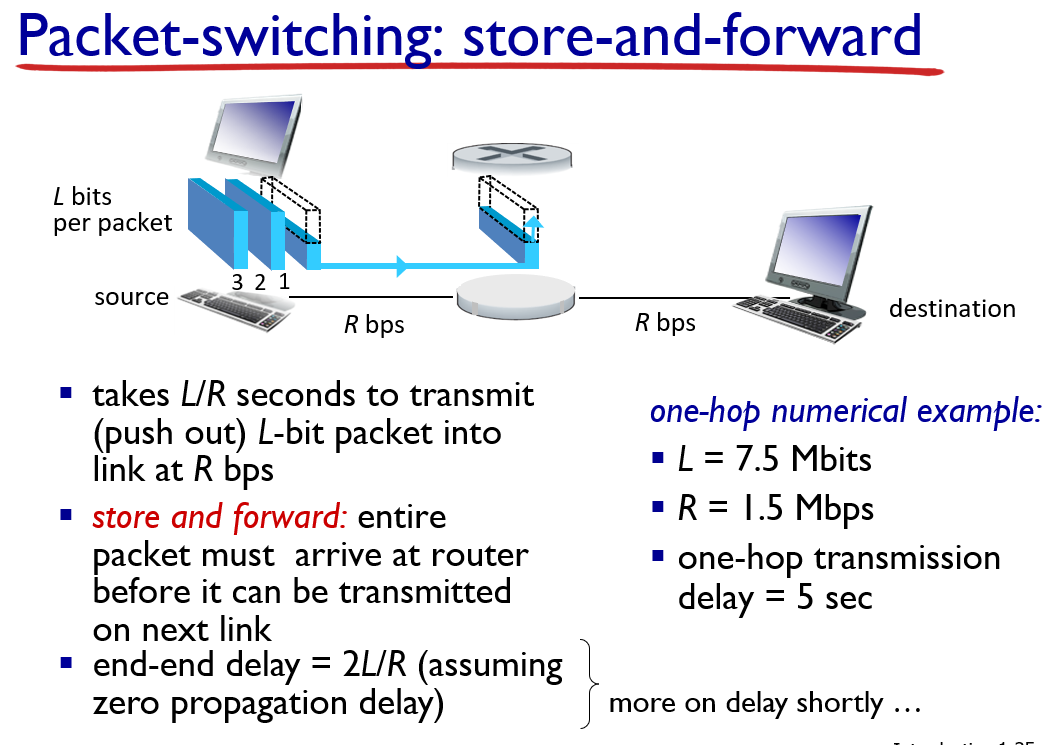 Packet-switching: store-and-forward
L bits
per packet
3 2 1
source
R bps
R bps
destination
takes L/R seconds to transmit
(push out) L-bit packet into
link at R bps
store and forward: entire
packet must arrive at router
before it can be transmitted
on next link
end-end delay = 2L/R (assuming
zero propagation delay)
one-hop numerical example:
L = 7.5 Mbits
R = 1.5 Mbps
one-hop transmission
delay = 5 sec
more on delay shortly …